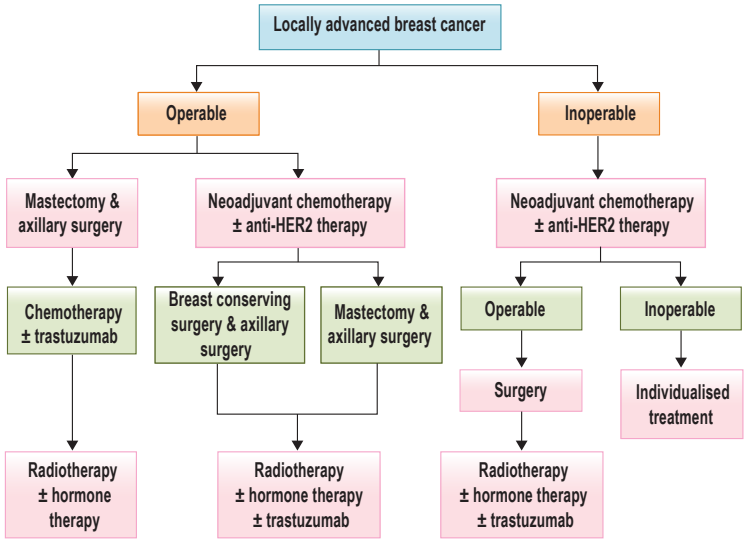 Locally advanced breast cancer
Operable
Inoperable
Mastectomy &
axillary surgery
Neoadjuvant chemotherapy
± anti-HER2 therapy
Neoadjuvant chemotherapy
± anti-HER2 therapy
Chemotherapy
± trastuzumab
Breast conserving
surgery & axillary
surgery
Mastectomy &
axillary surgery
Operable
Inoperable
Surgery
Individualised
treatment
Radiotherapy
± hormone
therapy
Radiotherapy
± hormone therapy
± trastuzumab
Radiotherapy
± hormone therapy
± trastuzumab